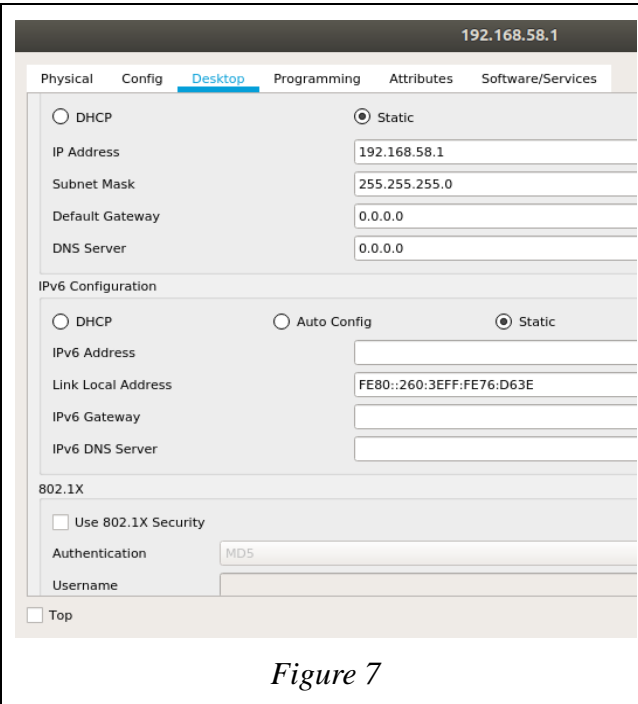 192.168.58.1
Physical Config Desktop Programming Attributes Software/Services
DHCP Static
IP Address 192.168.58.1
Subnet Mask 255.255.255.0
Default Gateway 0.0.0.0
DNS Server 0.0.0.0
IPv6 Configuration
DHCP Auto Config Static
IPv6 Address
Link Local Address FE80::260:3EFF:FE76:D63E
IPv6 Gateway
IPv6 DNS Server
802.1X
Use 802.1X Security
Authentication MD5
Username
Top
Figure 7